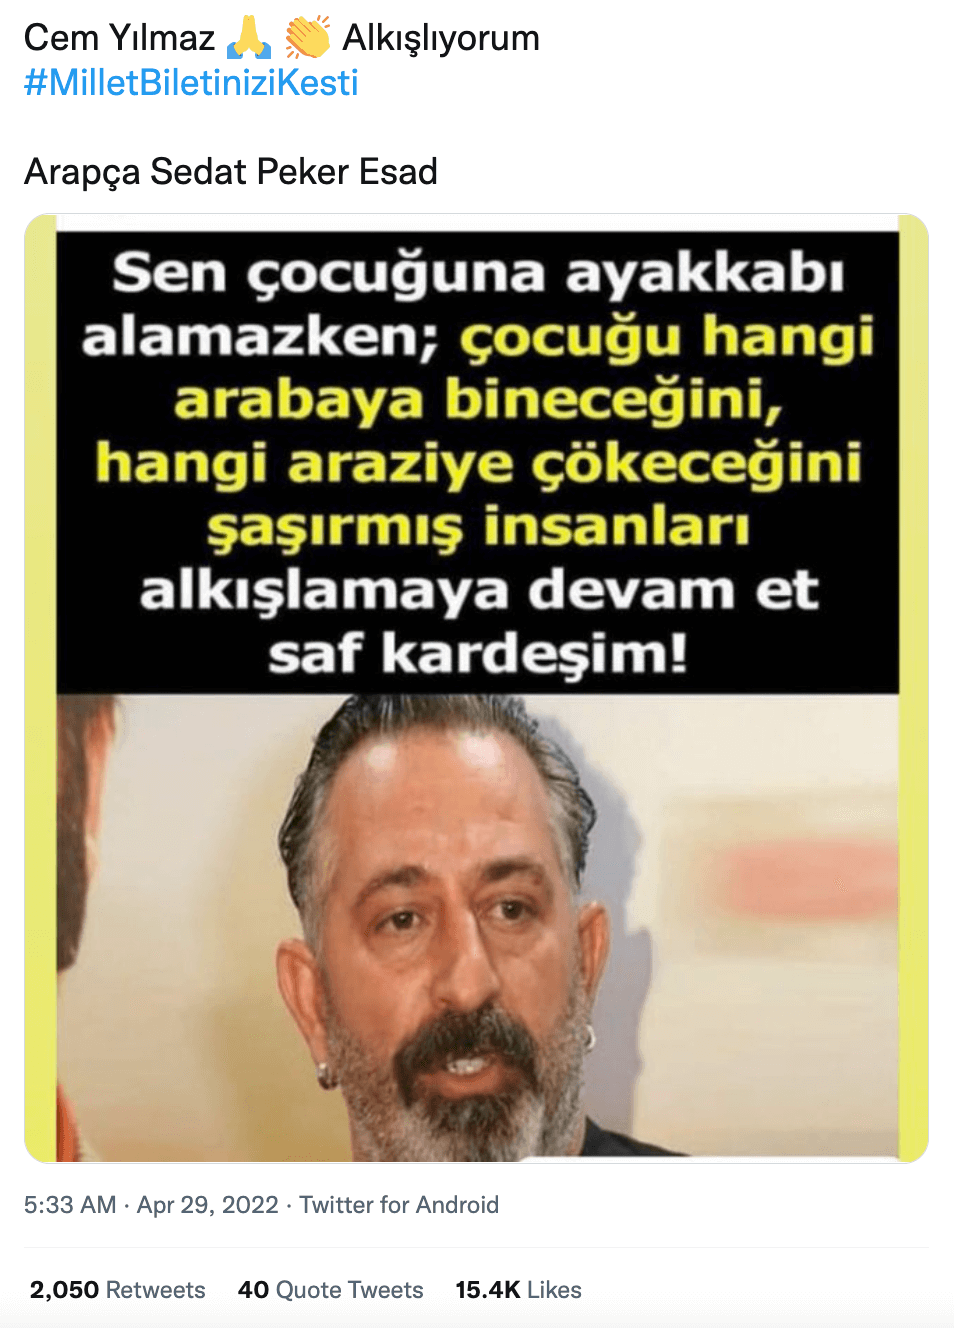 Cem Yılmaz 🙏 👏 Alkışlıyorum
#MilletBiletiniziKesti
Arapça Sedat Peker Esad
Sen çocuğuna ayakkabı
alamazken; çocuğu hangi
arabaya bineceğini,
hangi araziye çökeceğini
şaşırmış insanları
alkışlamaya devam et
saf kardeşim!
5:33 AM · Apr 29, 2022 · Twitter for Android
2,050 Retweets 40 Quote Tweets 15.4K Likes